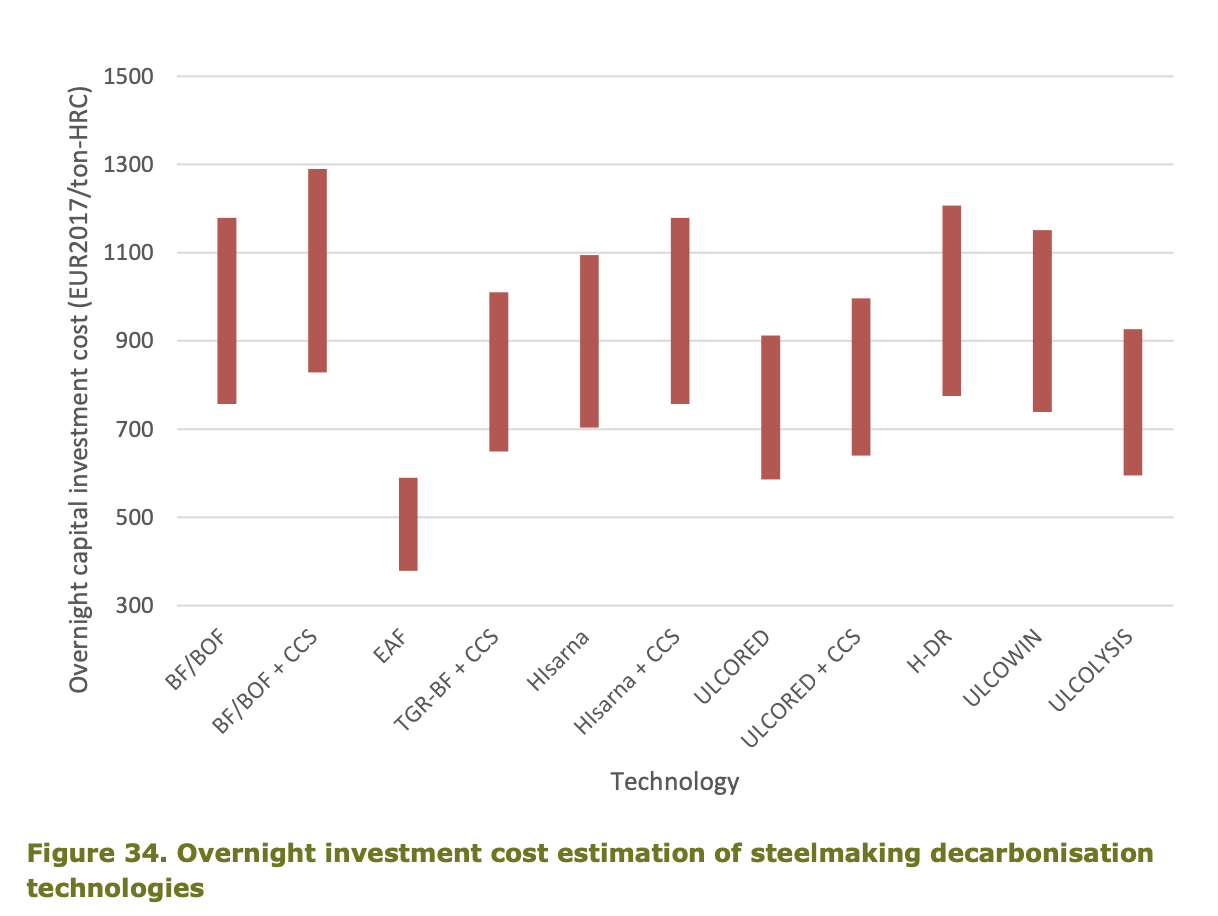 Overnight capital investment cost (EUR2017/ton-HRC)
1500
1300
1100
900
700
500
300
BF/BOF
BF/BOF + CCS
EAF
TGR-BF + CCS
HIsarna
HIsarna + CCS
ULCORED
ULCORED + CCS
H-DR
ULCOWIN
ULCOLYSIS
Technology
Figure 34. Overnight investment cost estimation of steelmaking decarbonisation
technologies